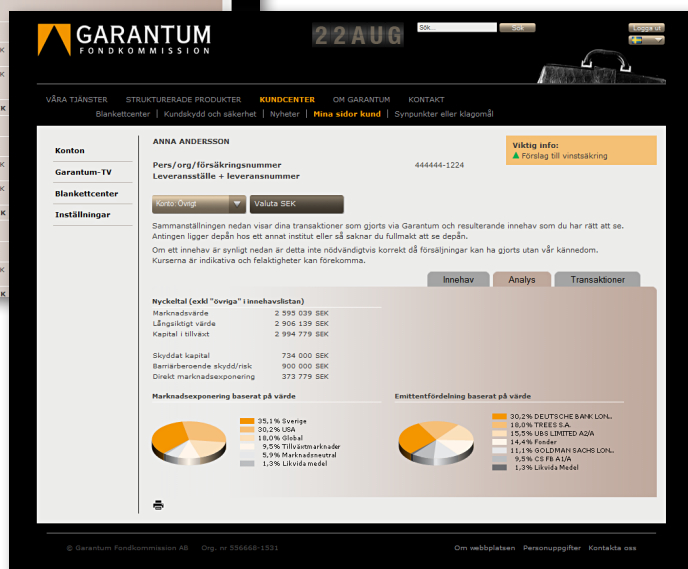 GARANTUM
FONDKOMMISSION
22AUG
Sök...
Sök
Logga ut
VÅRA TJÄNSTER STRUKTURERADE PRODUKTER KUNDCENTER OM GARANTUM KONTAKT
Blankettcenter | Kundskydd och säkerhet | Nyheter | Mina sidor kund | Synpunkter eller klagomål
Konton
Garantum-TV
Blankettcenter
Inställningar
ANNA ANDERSSON
Pers/org/försäkringsnummer 444444-1224
Leveransställe + leveransnummer
Viktig info:
Förslag till vinstsäkring
Konto: Övrigt
Valuta SEK
Sammanställningen nedan visar dina transaktioner som gjorts via Garantum och resulterande innehav som du har rätt att se.
Antingen ligger depån hos ett annat institut eller så saknar du fullmakt att se depån.
Om ett innehav är synligt nedan är detta inte nödvändigtvis korrekt då försäljningar kan ha gjorts utan vår kännedom.
Kurserna är indikativa och felaktigheter kan förekomma.
Innehav Analys Transaktioner
Nyckeltal (exkl "övriga" i innehavslistan)
Marknadsvärde 2 595 039 SEK
Långsiktigt värde 2 906 139 SEK
Kapital i tillväxt 2 994 779 SEK
Skyddat kapital 734 000 SEK
Barriärberoende skydd/risk 900 000 SEK
Direkt marknadsexponering 373 779 SEK
Marknadsexponering baserat på värde
35,1% Sverige
30,2% USA
18,0% Global
9,5% Tillväxtmarknader
5,9% Marknadsneutral
1,3% Likvida medel
Emittentfördelning baserat på värde
30,2% DEUTSCHE BANK LON..
18,0% TREES S.A.
15,5% UBS LIMITED A2/A
14,4% Fonder
11,1% GOLDMAN SACHS LON..
9,5% CS FB A1/A
1,3% Likvida Medel
© Garantum Fondkommission AB Org. nr 556668-1531
Om webbplatsen Personuppgifter Kontakta oss